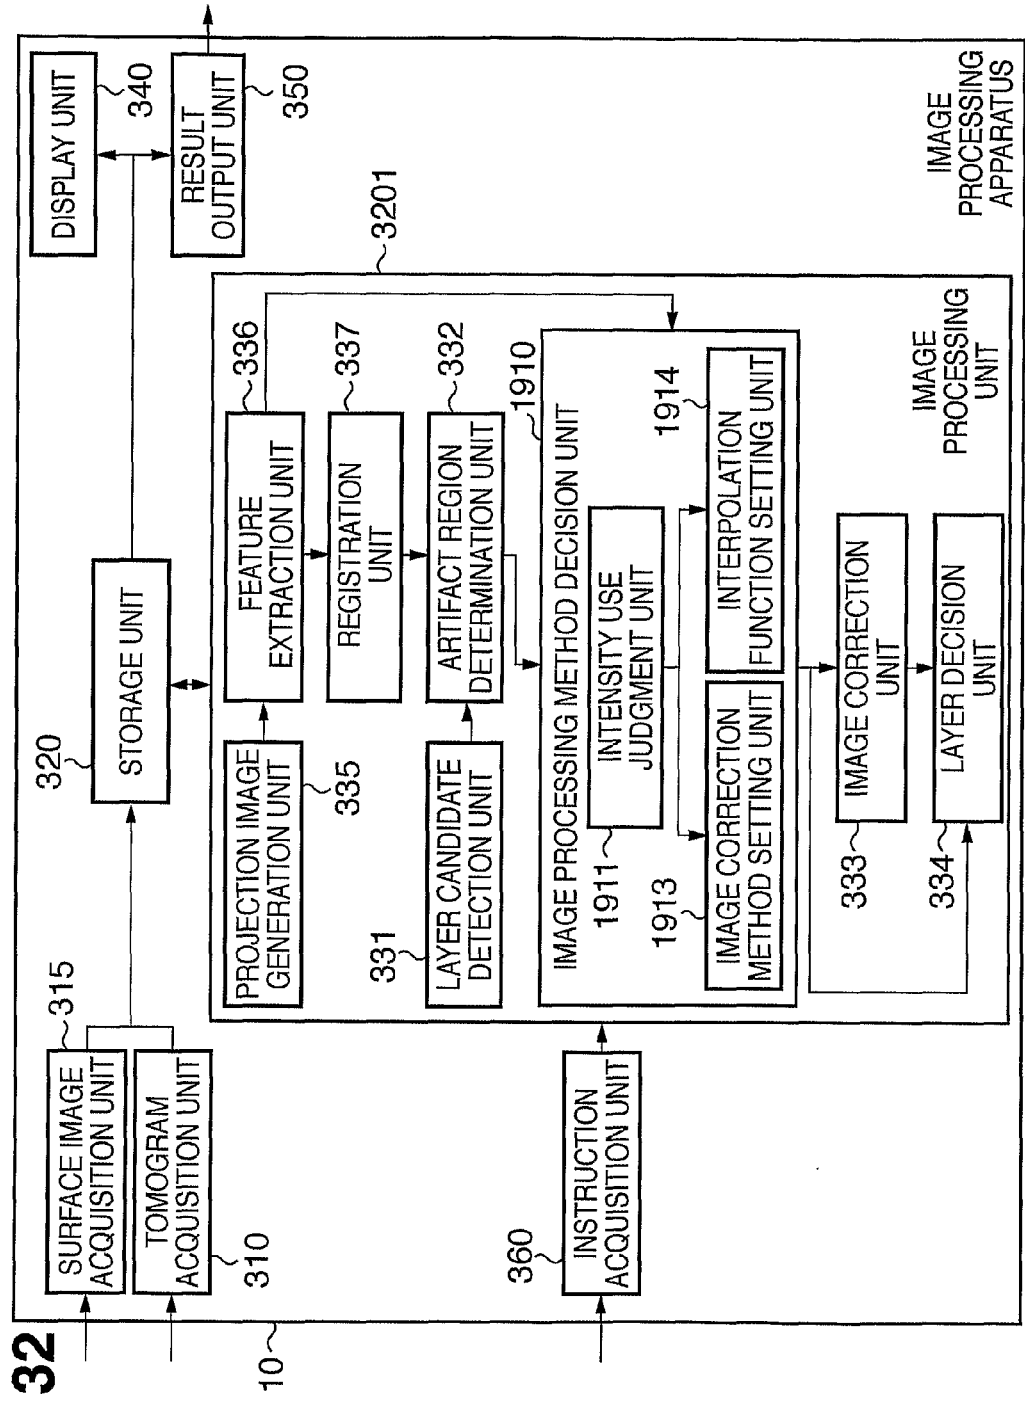 32
10
SURFACE IMAGE
ACQUISITION UNIT
315
TOMOGRAM
ACQUISITION UNIT
310
320
STORAGE UNIT
DISPLAY UNIT
340
RESULT
OUTPUT UNIT
350
3201
PROJECTION IMAGE
GENERATION UNIT
335
FEATURE
EXTRACTION UNIT
336
REGISTRATION
UNIT
337
331
LAYER CANDIDATE
DETECTION UNIT
ARTIFACT REGION
DETERMINATION UNIT
332
IMAGE PROCESSING METHOD DECISION UNIT
1910
1911
INTENSITY USE
JUDGMENT UNIT
1913
IMAGE CORRECTION
METHOD SETTING UNIT
1914
INTERPOLATION
FUNCTION SETTING UNIT
333
IMAGE CORRECTION
UNIT
334
LAYER DECISION
UNIT
360
INSTRUCTION
ACQUISITION UNIT
IMAGE
PROCESSING
UNIT
IMAGE
PROCESSING
APPARATUS